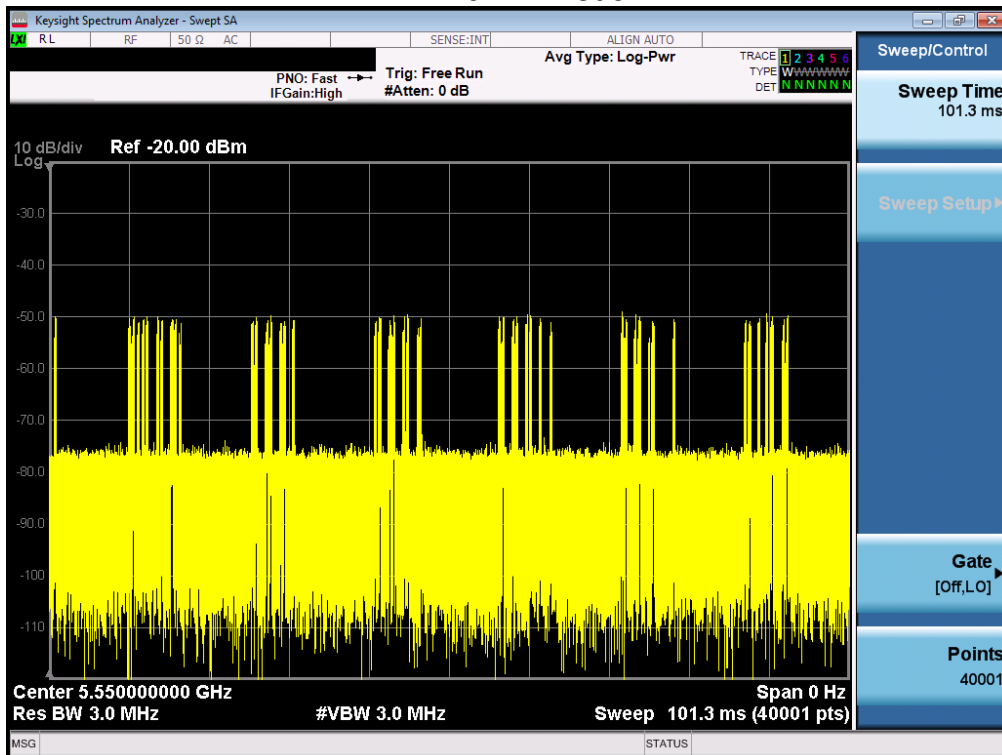 Keysight Spectrum Analyzer - Swept SA
LXI RL RF 50 Ω AC SENSE:INT ALIGN AUTO
PNO: Fast
IFGain:High
Trig: Free Run
#Atten: 0 dB
Avg Type: Log-Pwr
TRACE 1 2 3 4 5 6
TYPE WWWWWW
DET N N N N N N
10 dB/div Ref -20.00 dBm
Log
-30.0
-40.0
-50.0
-60.0
-70.0
-80.0
-90.0
-100
-110
Center 5.550000000 GHz Span 0 Hz
Res BW 3.0 MHz #VBW 3.0 MHz Sweep 101.3 ms (40001 pts)
MSG STATUS
Sweep/Control
Sweep Time
101.3 ms
Sweep Setup
Gate
[Off,LO]
Points
40001